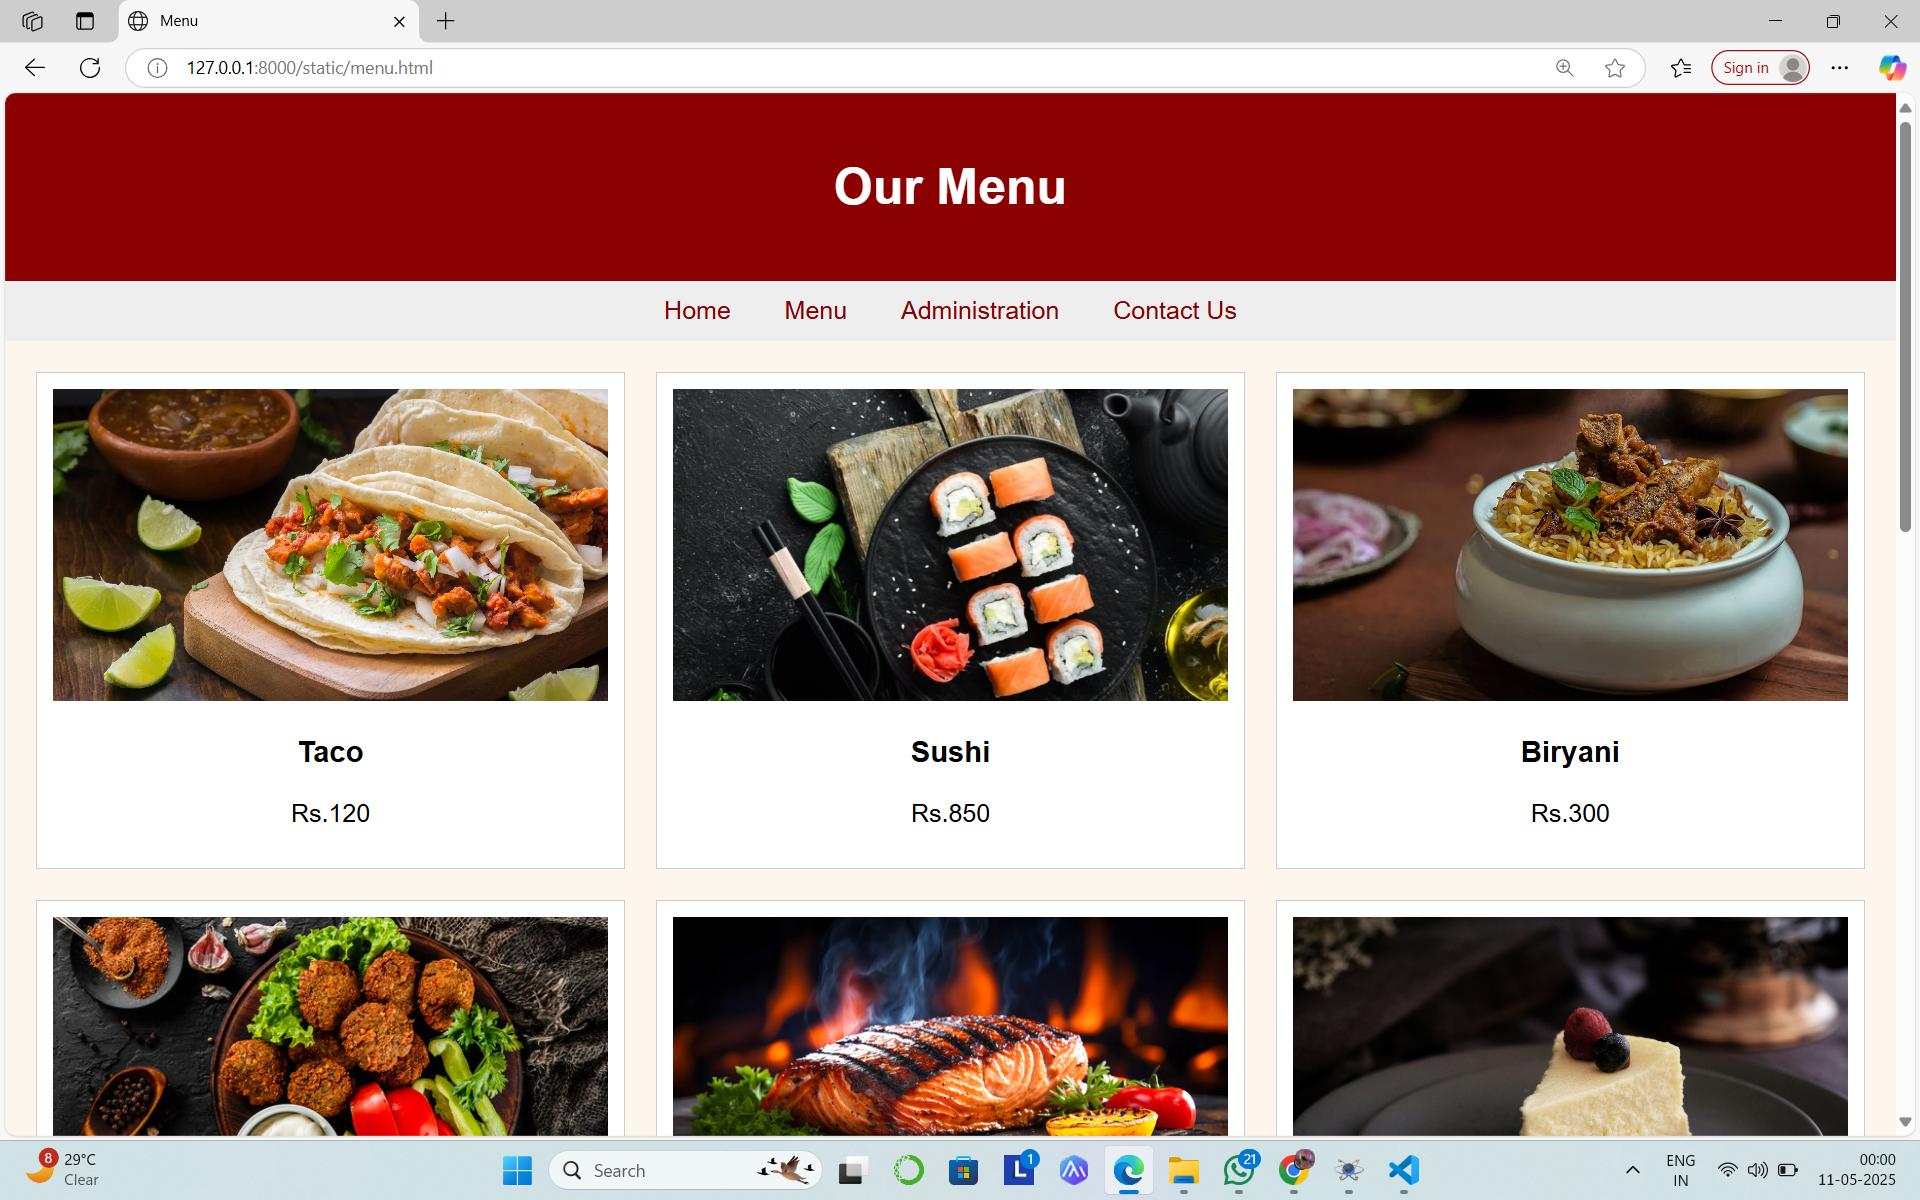 Menu
127.0.0.1:8000/static/menu.html
Sign in
Our Menu
Home Menu Administration Contact Us
Taco
Rs.120
Sushi
Rs.850
Biryani
Rs.300
8
29°C
Clear
Search
L
1
21
ENG
IN
00:00
11-05-2025